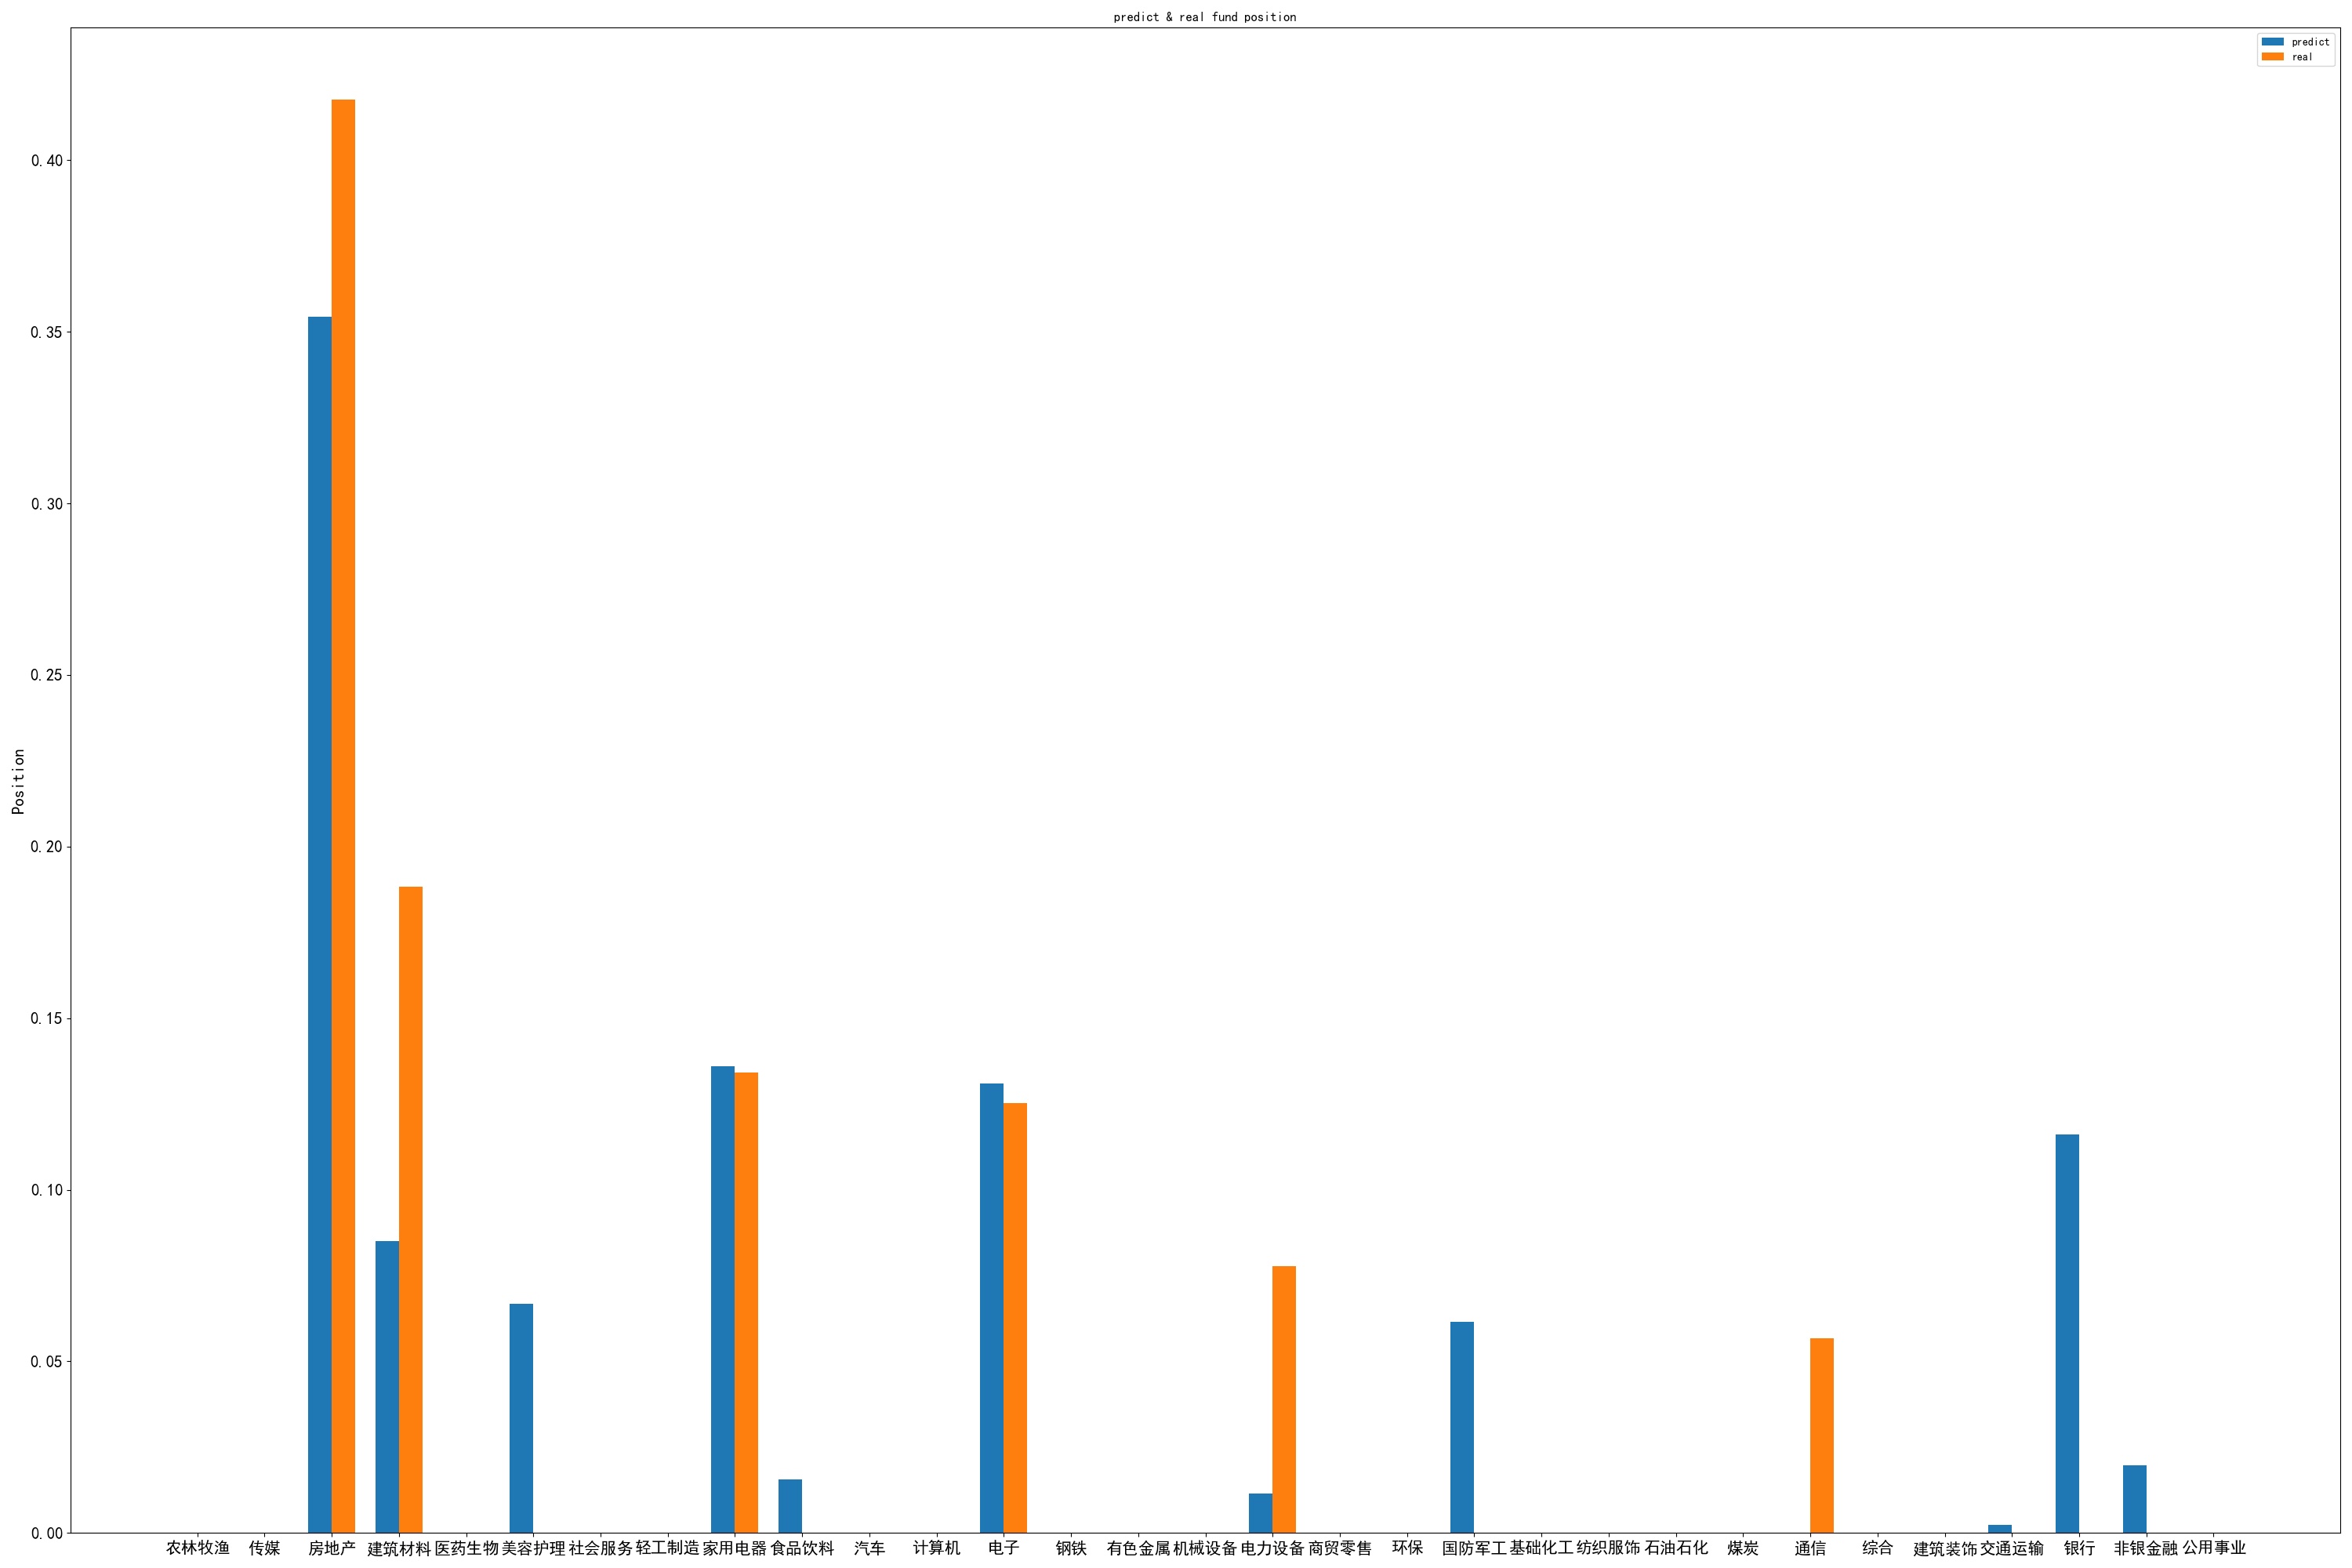 predict & real fund position
predict
real
0.40
0.35
0.30
0.25
0.20
0.15
0.10
0.05
0.00
Position
农林牧渔 传媒 房地产 建筑材料 医药生物 美容护理 社会服务 轻工制造 家用电器 食品饮料 汽车 计算机 电子 钢铁 有色金属 机械设备 电力设备 商贸零售 环保 国防军工 基础化工 纺织服饰 石油石化 煤炭 通信 综合 建筑装饰 交通运输 银行 非银金融 公用事业